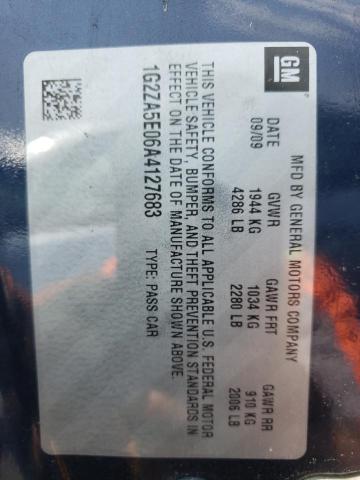 GM
MFD BY GENERAL MOTORS COMPANY
DATE GVWR GAWR FRT GAWR RR
09/09 1944 KG 1034 KG 910 KG
4286 LB 2280 LB 2006 LB
THIS VEHICLE CONFORMS TO ALL APPLICABLE U.S. FEDERAL MOTOR
VEHICLE SAFETY, BUMPER, AND THEFT PREVENTION STANDARDS IN
EFFECT ON THE DATE OF MANUFACTURE SHOWN ABOVE.
1G2ZA5E06A4127683 TYPE: PASS CAR